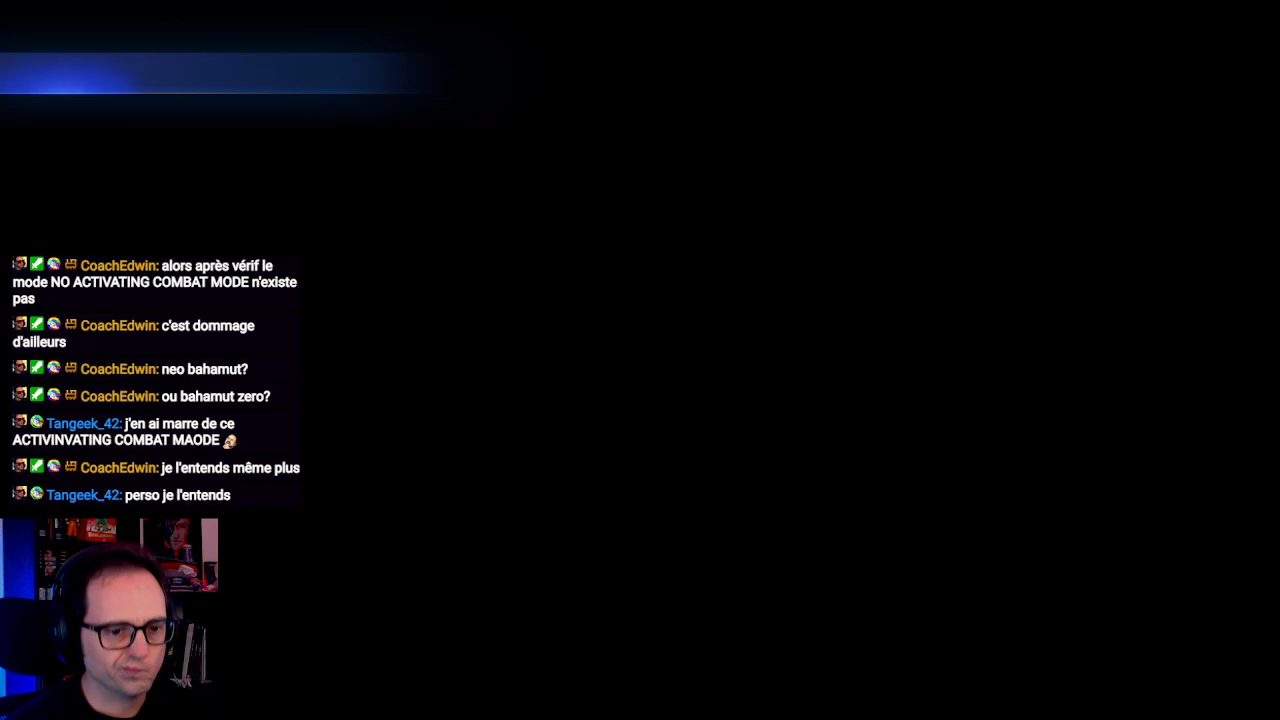 CoachEdwin: alors après vérif le
mode NO ACTIVATING COMBAT MODE n'existe
pas
CoachEdwin: c'est dommage
d'ailleurs
CoachEdwin: neo bahamut?
CoachEdwin: ou bahamut zero?
Tangeek_42: j'en ai marre de ce
ACTIVINVATING COMBAT MAODE
CoachEdwin: je l'entends même plus
Tangeek_42: perso je l'entends